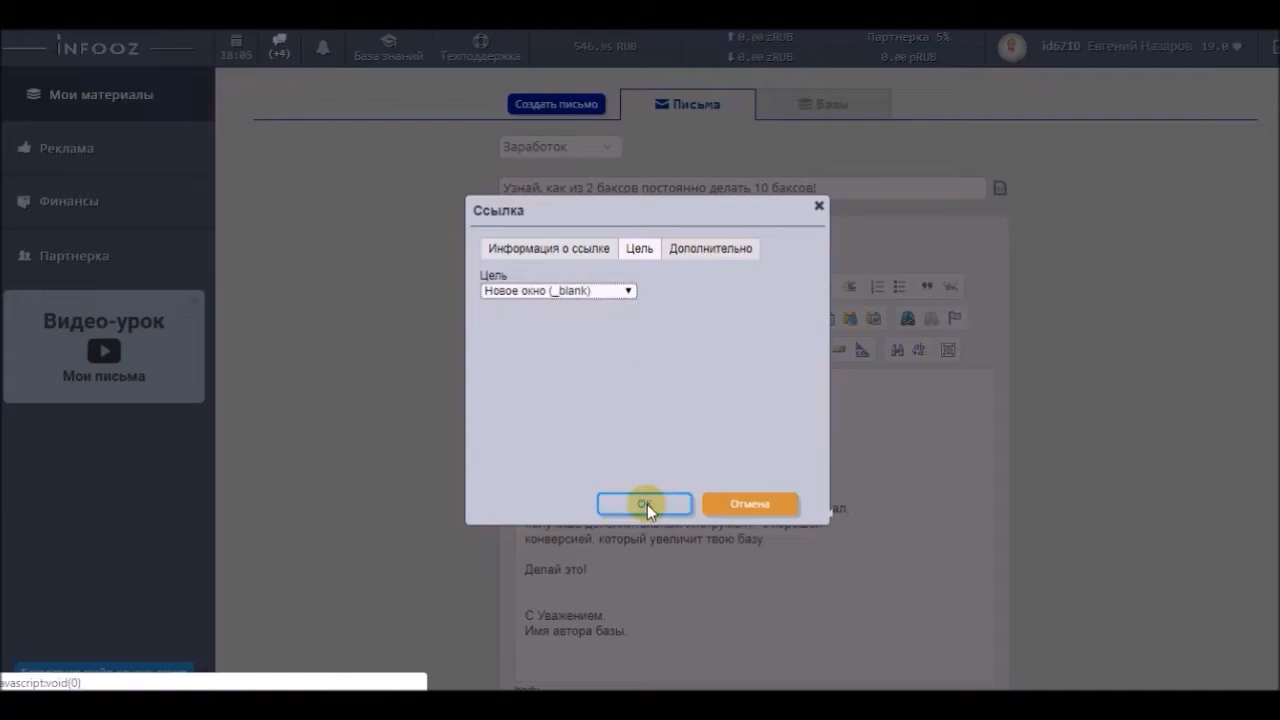 INFOOZ
18:05
(+4)
База знаний
Техподдержка
546.95 RUB
0.00 zRUB
0.00 zRUB
Партнерка 5%
0.00 pRUB
id6210 Евгений Назаров 19.0
Мои материалы
Реклама
Финансы
Партнерка
Видео-урок
Мои письма
Создать письмо
Письма
Базы
Заработок
Узнай, как из 2 баксов постоянно делать 10 баксов!
Ссылка
Информация о ссылке
Цель
Дополнительно
Цель
Новое окно (_blank)
OK
Отмена
конверсией, который увеличит твою базу.
Делай это!
С Уважением,
Имя автора базы.
avascript:void(0)